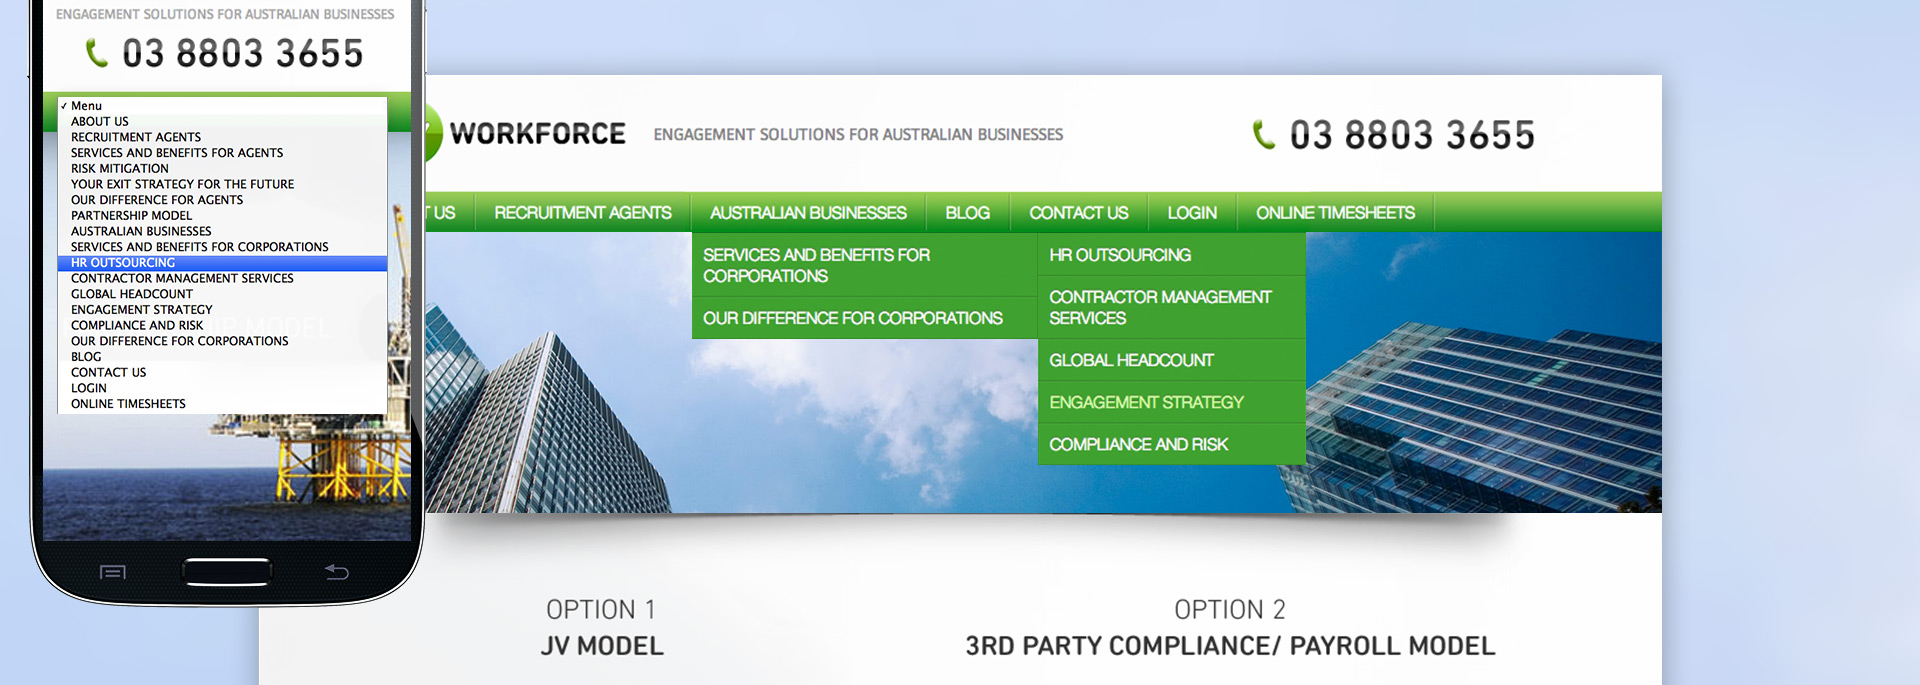 ENGAGEMENT SOLUTIONS FOR AUSTRALIAN BUSINESSES
03 8803 3655
✓ Menu
ABOUT US
RECRUITMENT AGENTS
SERVICES AND BENEFITS FOR AGENTS
RISK MITIGATION
YOUR EXIT STRATEGY FOR THE FUTURE
OUR DIFFERENCE FOR AGENTS
PARTNERSHIP MODEL
AUSTRALIAN BUSINESSES
SERVICES AND BENEFITS FOR CORPORATIONS
HR OUTSOURCING
CONTRACTOR MANAGEMENT SERVICES
GLOBAL HEADCOUNT
ENGAGEMENT STRATEGY
COMPLIANCE AND RISK
OUR DIFFERENCE FOR CORPORATIONS
BLOG
CONTACT US
LOGIN
ONLINE TIMESHEETS
MODEL
WORKFORCE
ENGAGEMENT SOLUTIONS FOR AUSTRALIAN BUSINESSES
03 8803 3655
T US
RECRUITMENT AGENTS
AUSTRALIAN BUSINESSES
BLOG
CONTACT US
LOGIN
ONLINE TIMESHEETS
SERVICES AND BENEFITS FOR
CORPORATIONS
OUR DIFFERENCE FOR CORPORATIONS
HR OUTSOURCING
CONTRACTOR MANAGEMENT
SERVICES
GLOBAL HEADCOUNT
ENGAGEMENT STRATEGY
COMPLIANCE AND RISK
OPTION 1
JV MODEL
OPTION 2
3RD PARTY COMPLIANCE/ PAYROLL MODEL